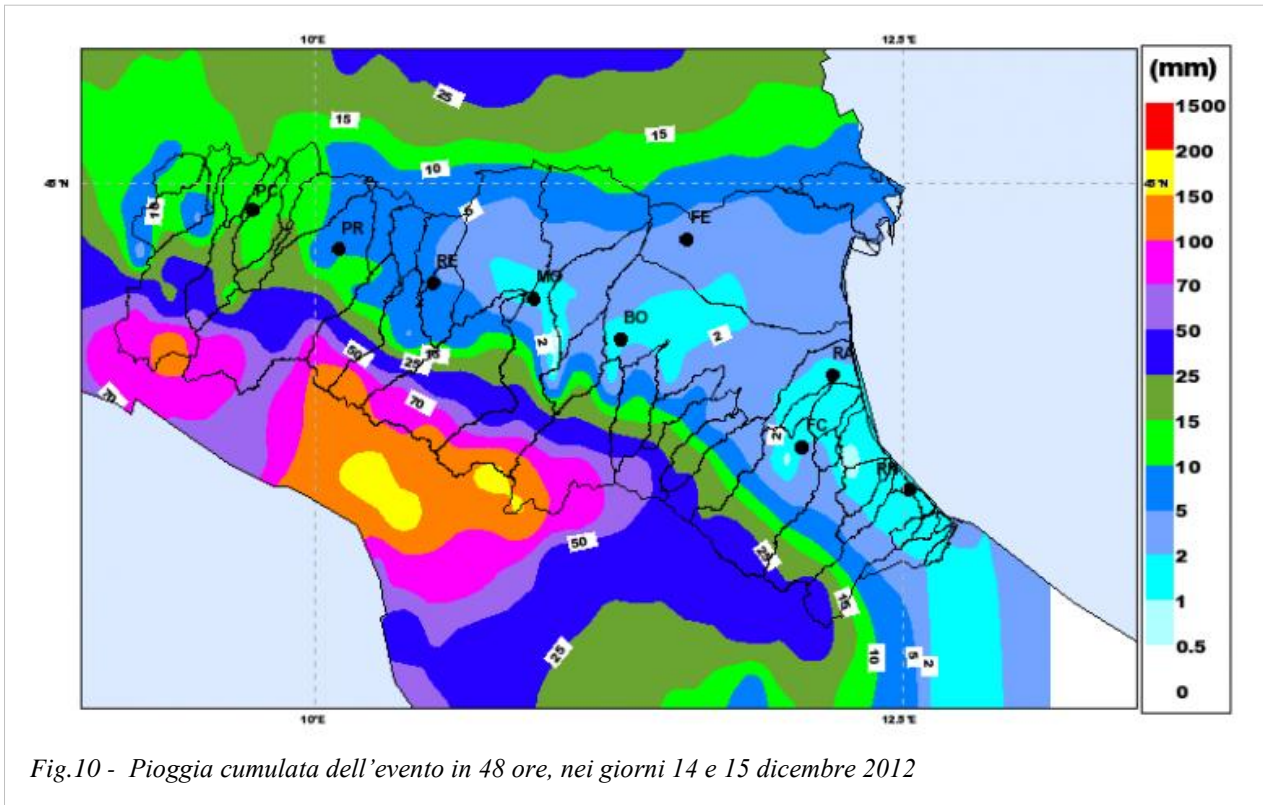 10°E 12.5°E
(mm)
1500
25
200
15
15
10
150
45°N
45°N
10
PC
5
FE
PR
100
RE
MO
70
BO
2
2
50
50
25
15
RA
70
70
25
2
FC
15
RN
10
50
5
25
2
15
1
25
10
5
2
0.5
0
10°E 12.5°E
Fig.10 - Pioggia cumulata dell’evento in 48 ore, nei giorni 14 e 15 dicembre 2012